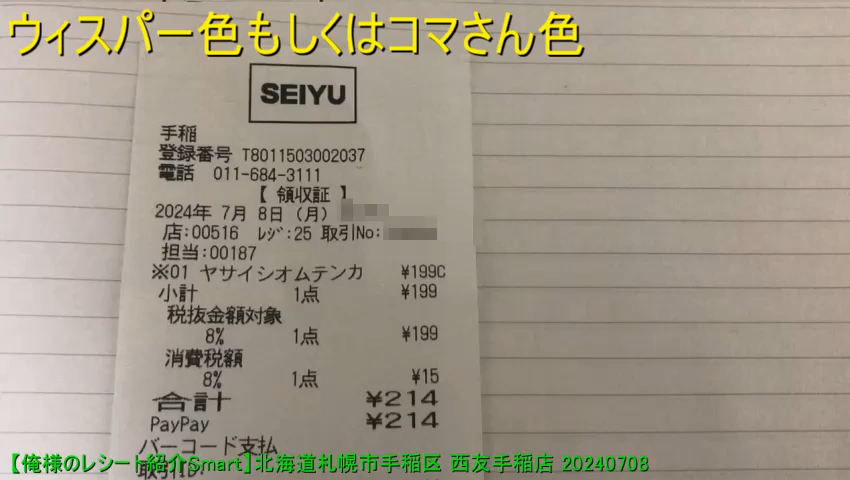 ウィスパー色もしくはコマさん色
SEIYU
手稲
登録番号 T8011503002037
電話 011-684-3111
【 領収証 】
2024年 7月 8日 (月)
店:00516 ﾚｼﾞ:25 取引No:
担当:00187
※01 ヤサイシオムテンカ ¥199C
小計 1点 ¥199
税抜金額対象
8% 1点 ¥199
消費税額
8% 1点 ¥15
合計 ¥214
PayPay ¥214
バーコード支払
取引ID:
【俺様のレシート紹介Smart】北海道札幌市手稲区 西友手稲店 20240708